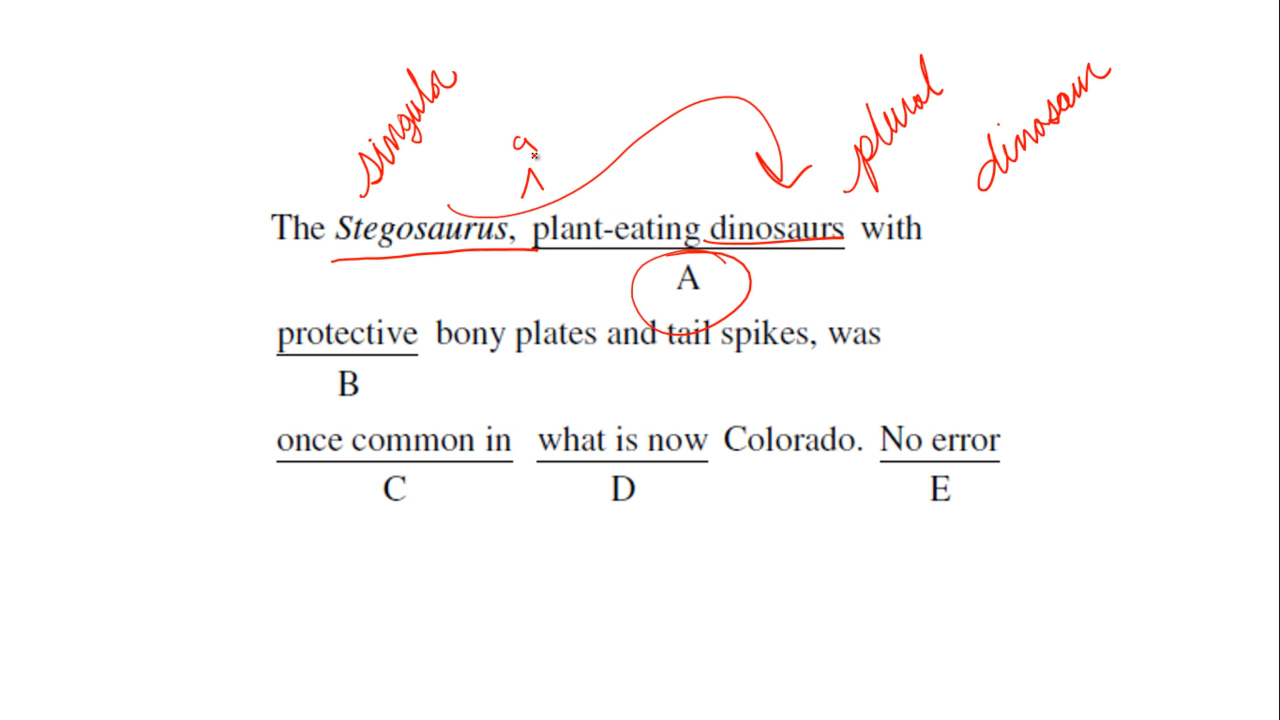 singular
a
plural
dinosaur
The Stegosaurus, plant-eating dinosaurs with
A
protective bony plates and tail spikes, was
B
once common in what is now Colorado. No error
C D E